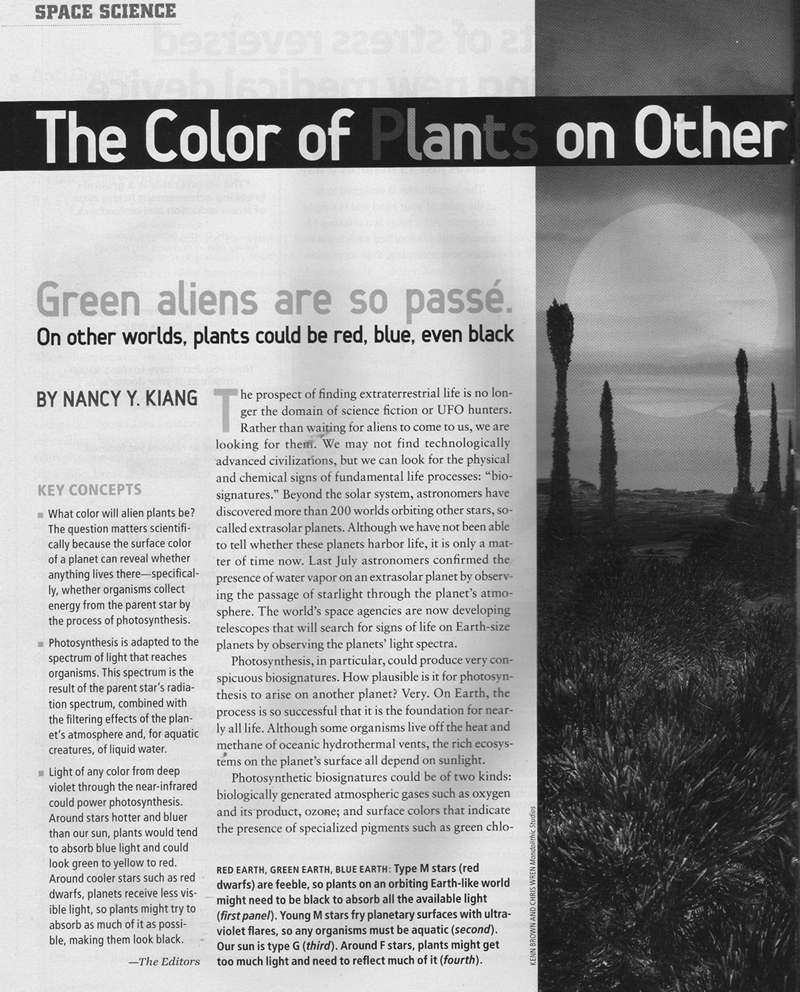 SPACE SCIENCE
The Color of Plants on Other
Green aliens are so passé.
On other worlds, plants could be red, blue, even black
BY NANCY Y. KIANG
KEY CONCEPTS
■ What color will alien plants be?
The question matters scientifi-
cally because the surface color
of a planet can reveal whether
anything lives there—specifical-
ly, whether organisms collect
energy from the parent star by
the process of photosynthesis.
■ Photosynthesis is adapted to the
spectrum of light that reaches
organisms. This spectrum is the
result of the parent star's radia-
tion spectrum, combined with
the filtering effects of the plan-
et's atmosphere and, for aquatic
creatures, of liquid water.
■ Light of any color from deep
violet through the near-infrared
could power photosynthesis.
Around stars hotter and bluer
than our sun, plants would tend
to absorb blue light and could
look green to yellow to red.
Around cooler stars such as red
dwarfs, planets receive less vis-
ible light, so plants might try to
absorb as much of it as possi-
ble, making them look black.
—The Editors
The prospect of finding extraterrestrial life is no lon-
ger the domain of science fiction or UFO hunters.
Rather than waiting for aliens to come to us, we are
looking for them. We may not find technologically
advanced civilizations, but we can look for the physical
and chemical signs of fundamental life processes: "bio-
signatures." Beyond the solar system, astronomers have
discovered more than 200 worlds orbiting other stars, so-
called extrasolar planets. Although we have not been able
to tell whether these planets harbor life, it is only a mat-
ter of time now. Last July astronomers confirmed the
presence of water vapor on an extrasolar planet by observ-
ing the passage of starlight through the planet's atmo-
sphere. The world's space agencies are now developing
telescopes that will search for signs of life on Earth-size
planets by observing the planets' light spectra.
Photosynthesis, in particular, could produce very con-
spicuous biosignatures. How plausible is it for photosyn-
thesis to arise on another planet? Very. On Earth, the
process is so successful that it is the foundation for near-
ly all life. Although some organisms live off the heat and
methane of oceanic hydrothermal vents, the rich ecosys-
tems on the planet's surface all depend on sunlight.
Photosynthetic biosignatures could be of two kinds:
biologically generated atmospheric gases such as oxygen
and its product, ozone; and surface colors that indicate
the presence of specialized pigments such as green chlo-
RED EARTH, GREEN EARTH, BLUE EARTH: Type M stars (red
dwarfs) are feeble, so plants on an orbiting Earth-like world
might need to be black to absorb all the available light
(first panel). Young M stars fry planetary surfaces with ultra-
violet flares, so any organisms must be aquatic (second).
Our sun is type G (third). Around F stars, plants might get
too much light and need to reflect much of it (fourth).
KENN BROWN AND CHRIS WREN Mondolithic Studios